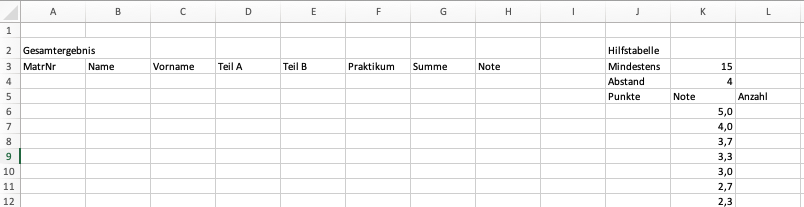 A B C D E F G H I J K L
1
2 Gesamtergebnis Hilfstabelle
3 MatrNr Name Vorname Teil A Teil B Praktikum Summe Note Mindestens 15
4 Abstand 4
5 Punkte Note Anzahl
6 5,0
7 4,0
8 3,7
9 3,3
10 3,0
11 2,7
12 2,3